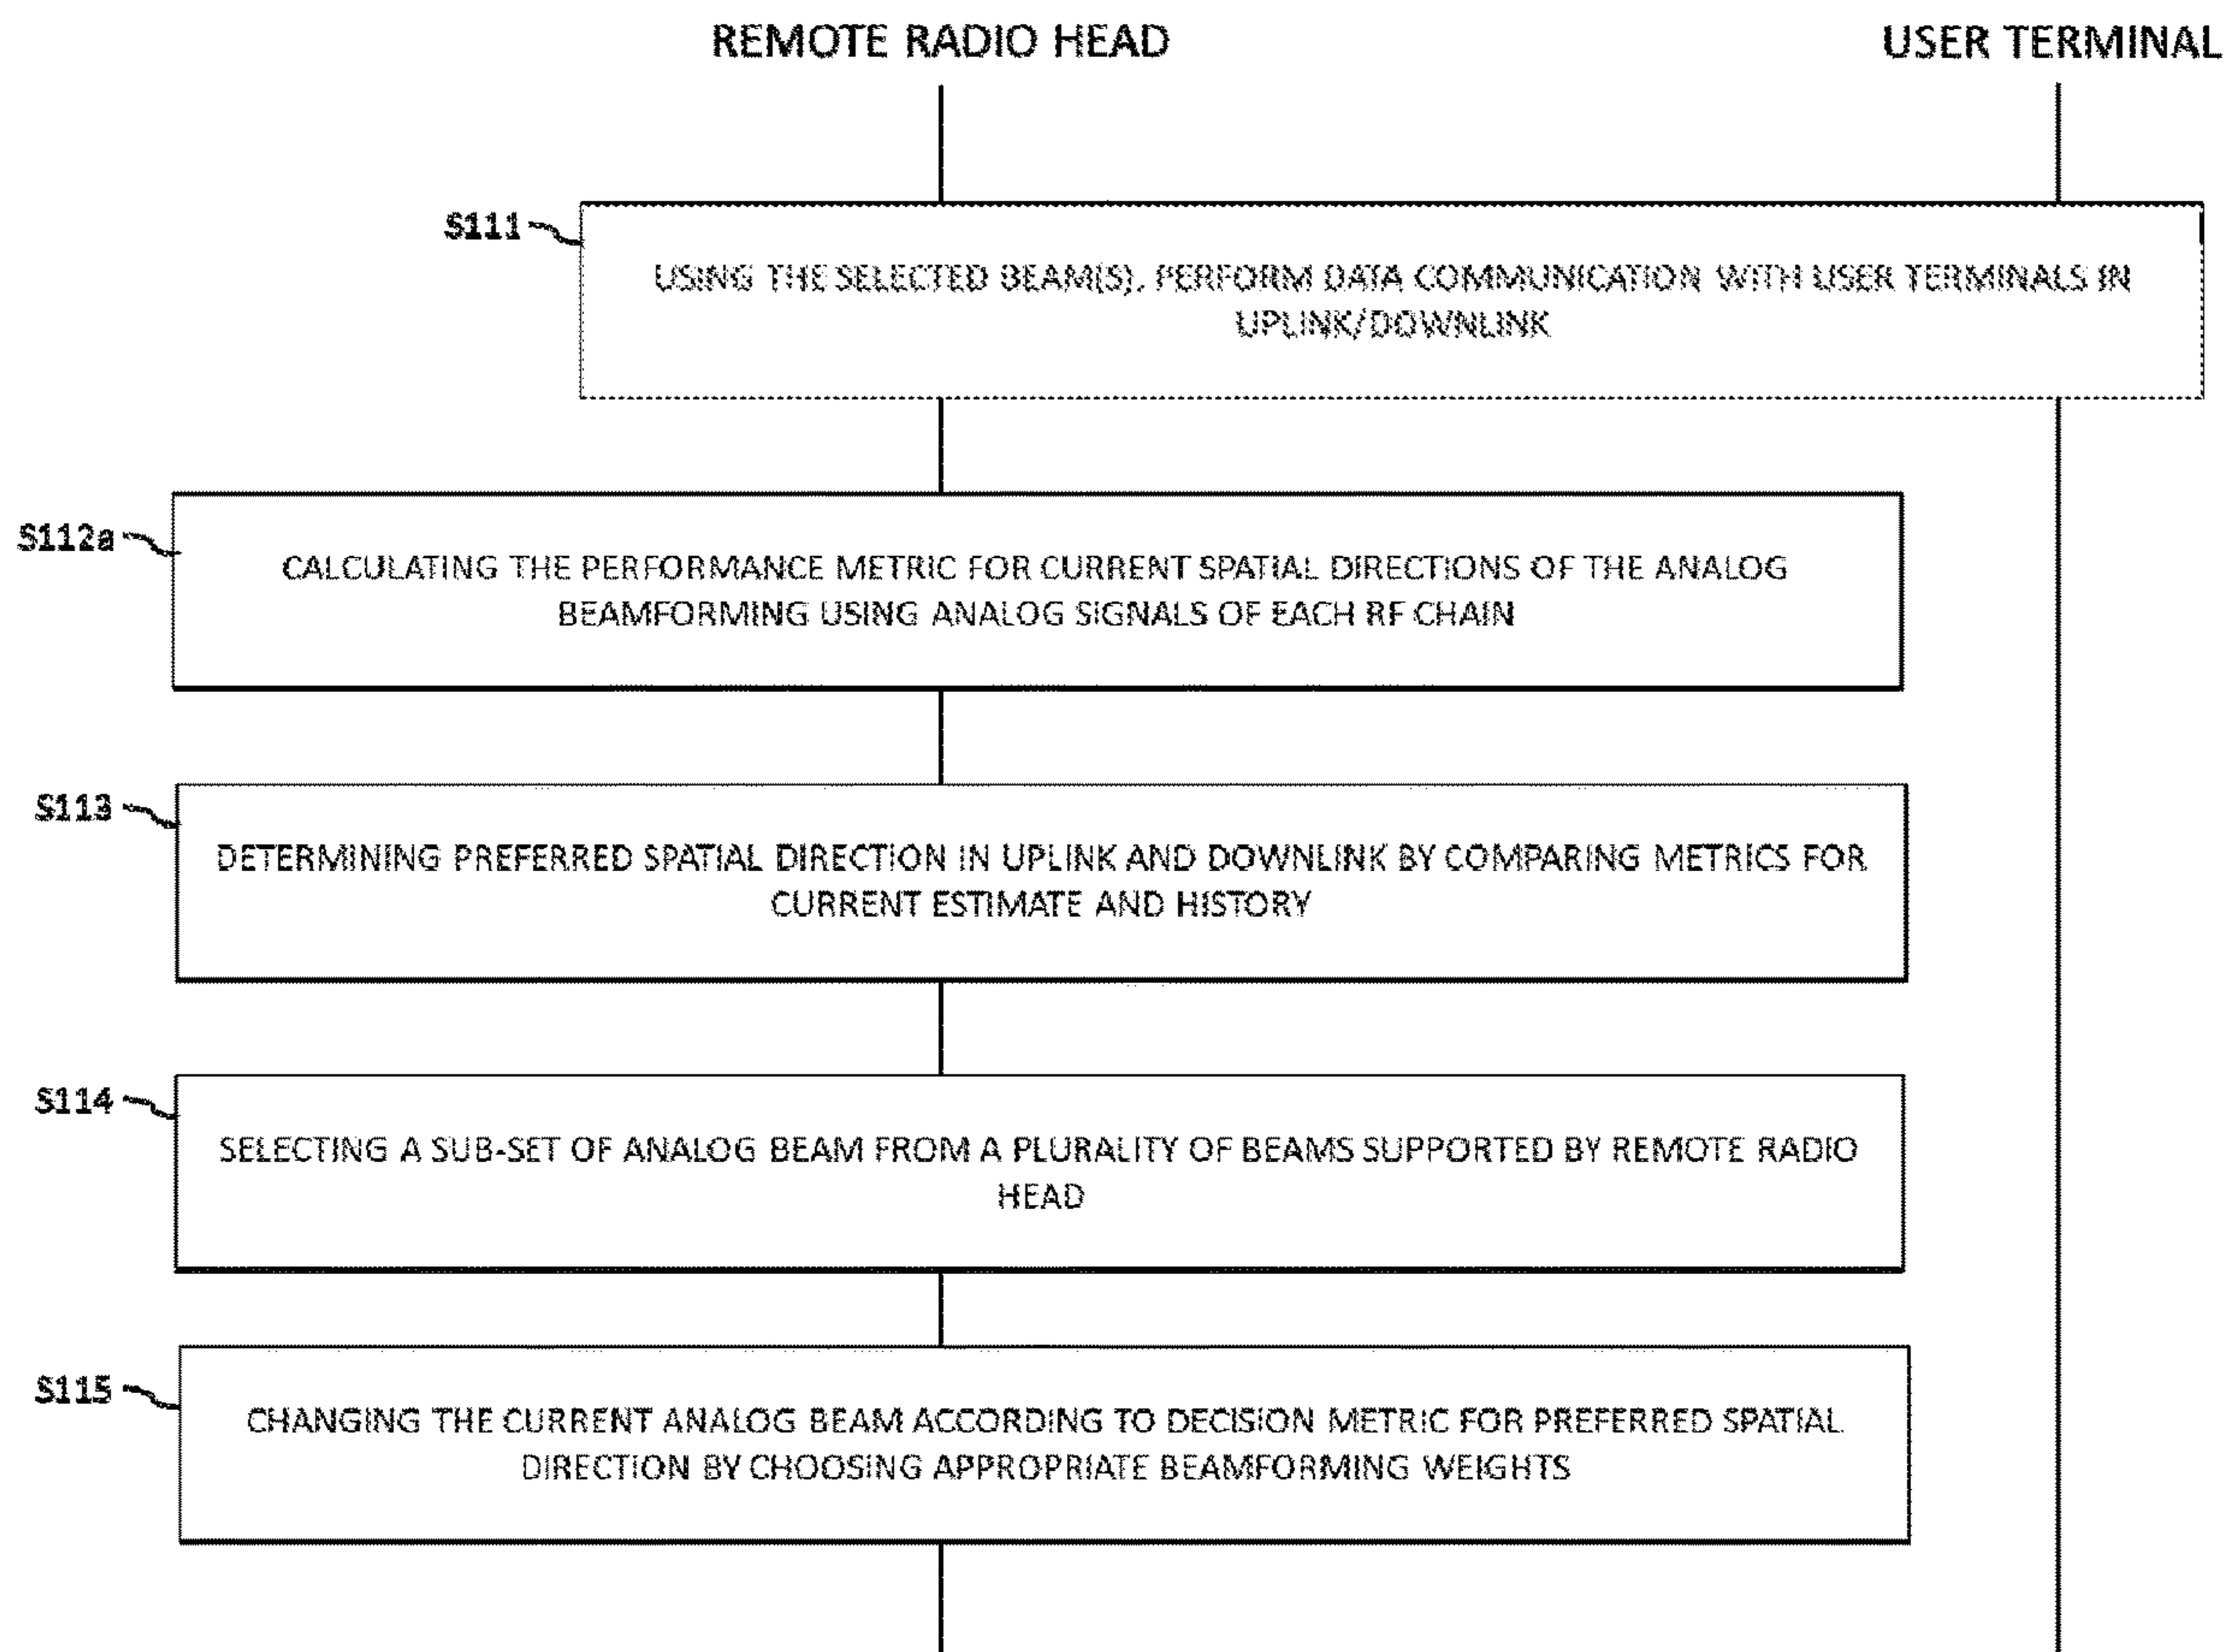 REMOTE RADIO HEAD
USER TERMINAL
S111
USING THE SELECTED BEAM(S), PERFORM DATA COMMUNICATION WITH USER TERMINALS IN
UPLINK/DOWNLINK
S112a
CALCULATING THE PERFORMANCE METRIC FOR CURRENT SPATIAL DIRECTIONS OF THE ANALOG
BEAMFORMING USING ANALOG SIGNALS OF EACH RF CHAIN
S113
DETERMINING PREFERRED SPATIAL DIRECTION IN UPLINK AND DOWNLINK BY COMPARING METRICS FOR
CURRENT ESTIMATE AND HISTORY
S114
SELECTING A SUB-SET OF ANALOG BEAM FROM A PLURALITY OF BEAMS SUPPORTED BY REMOTE RADIO
HEAD
S115
CHANGING THE CURRENT ANALOG BEAM ACCORDING TO DECISION METRIC FOR PREFERRED SPATIAL
DIRECTION BY CHOOSING APPROPRIATE BEAMFORMING WEIGHTS